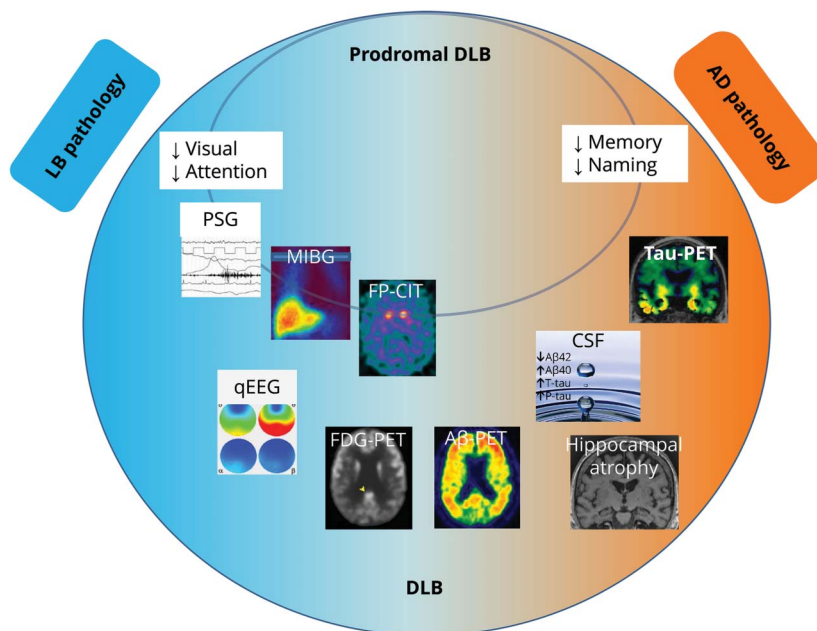 Prodromal DLB
LB pathology
AD pathology
↓ Visual
↓ Attention
↓ Memory
↓ Naming
PSG
MIBG
FP-CIT
Tau-PET
CSF
↓Aβ42
↑Aβ40
↑T-tau
↑P-tau
qEEG
α
β
FDG-PET
Aβ-PET
Hippocampal
atrophy
DLB